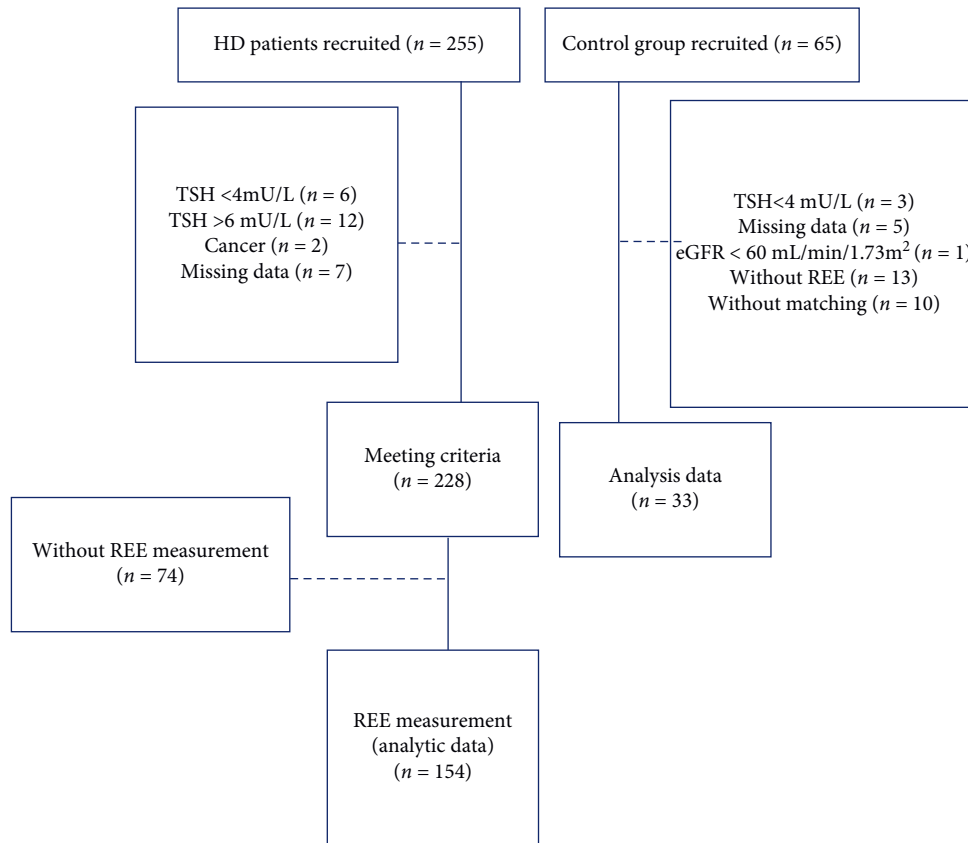 HD patients recruited (n = 255)
Control group recruited (n = 65)
TSH <4mU/L (n = 6)
TSH >6 mU/L (n = 12)
Cancer (n = 2)
Missing data (n = 7)
TSH<4 mU/L (n = 3)
Missing data (n = 5)
eGFR < 60 mL/min/1.73m² (n = 1)
Without REE (n = 13)
Without matching (n = 10)
Meeting criteria
(n = 228)
Analysis data
(n = 33)
Without REE measurement
(n = 74)
REE measurement
(analytic data)
(n = 154)